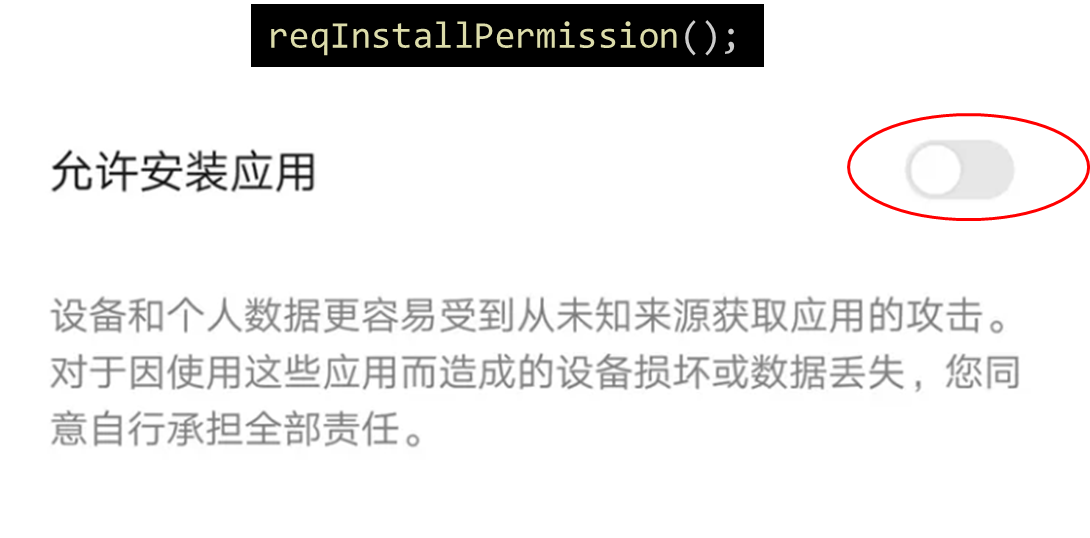 reqInstallPermission();
允许安装应用
设备和个人数据更容易受到从未知来源获取应用的攻击。
对于因使用这些应用而造成的设备损坏或数据丢失，您同
意自行承担全部责任。